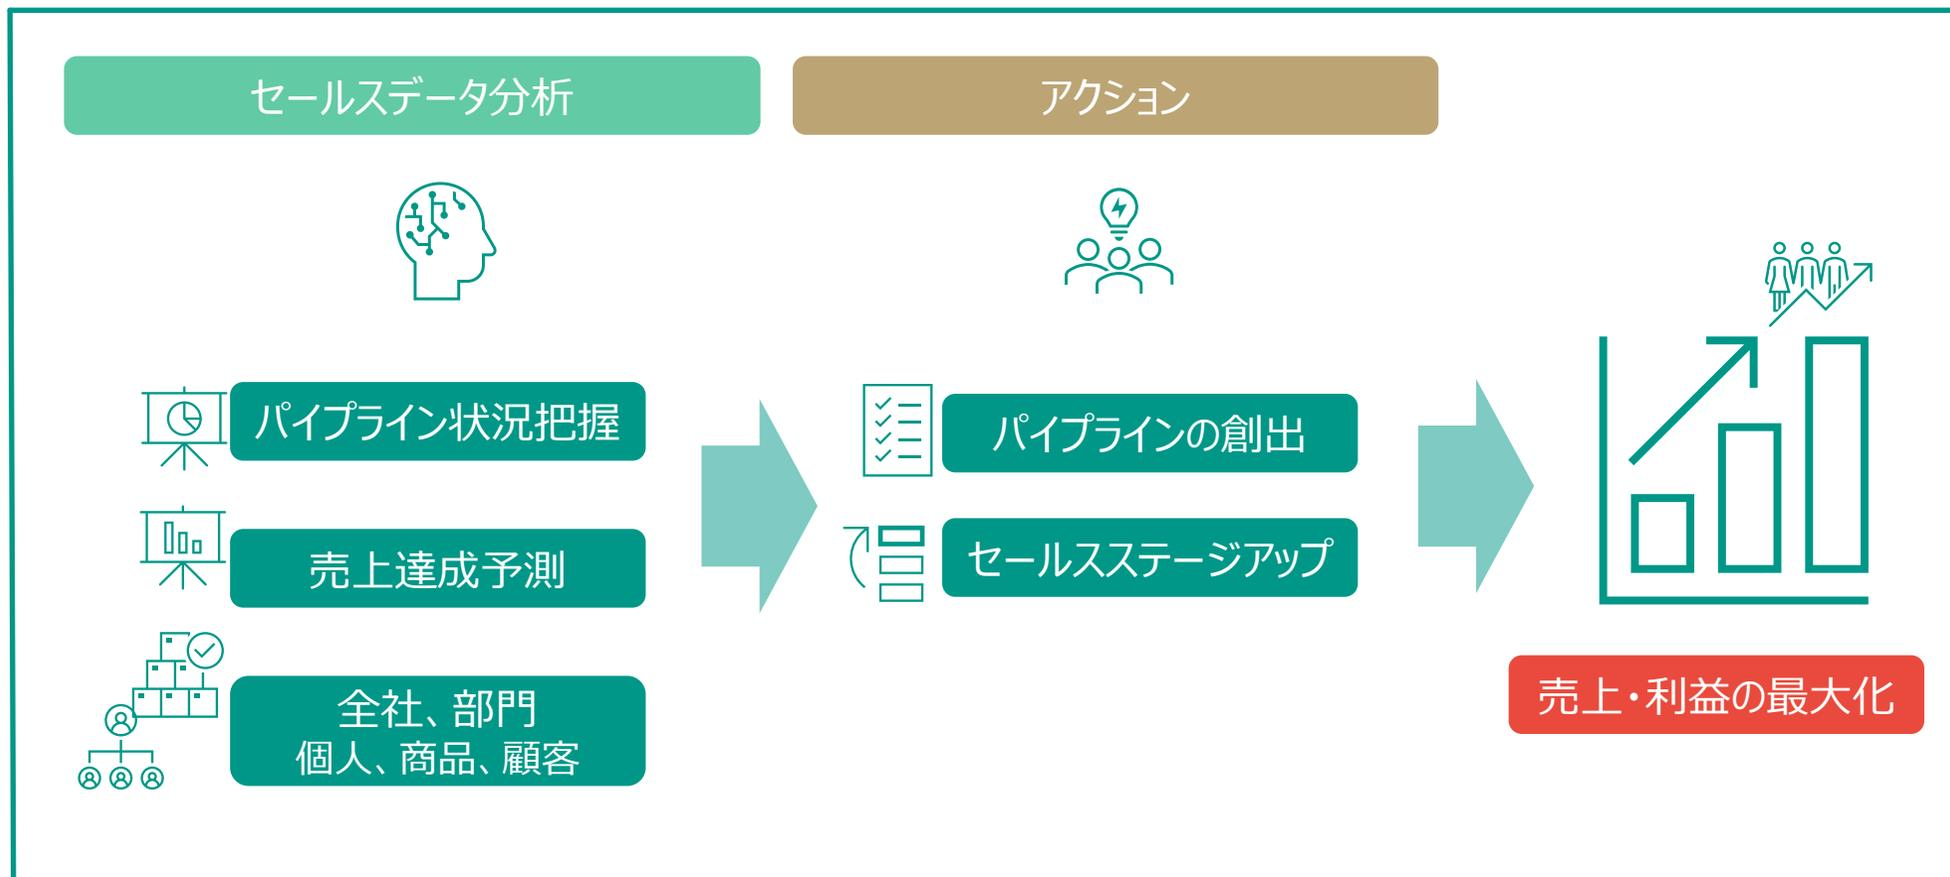 セールスデータ分析
アクション
パイプライン状況把握
売上達成予測
全社、部門
個人、商品、顧客
パイプラインの創出
セールスステージアップ
売上・利益の最大化